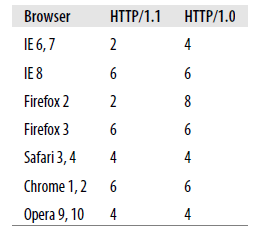 Browser HTTP/1.1 HTTP/1.0
IE 6, 7 2 4
IE 8 6 6
Firefox 2 2 8
Firefox 3 6 6
Safari 3, 4 4 4
Chrome 1, 2 6 6
Opera 9, 10 4 4